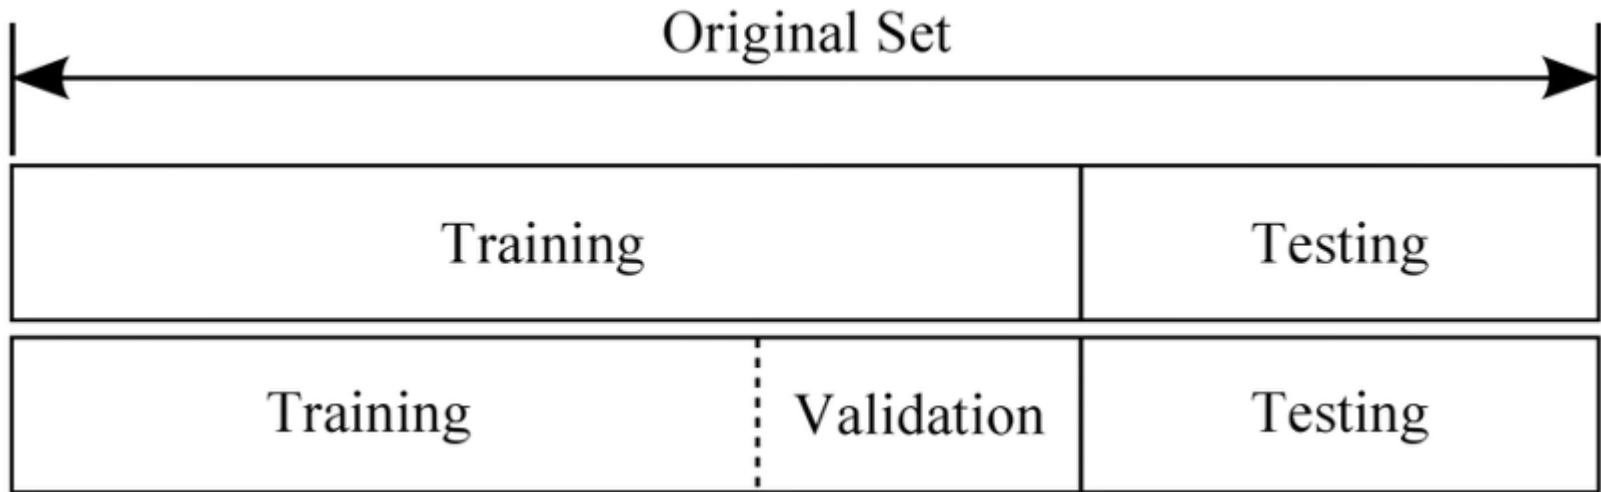 Original Set
Training Testing
Training Validation Testing